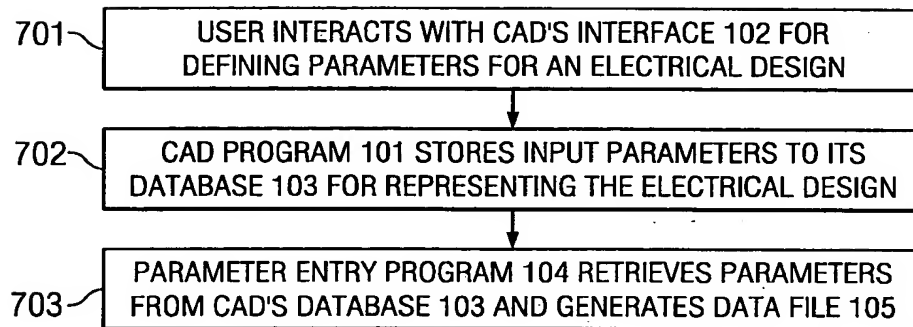 701
USER INTERACTS WITH CAD'S INTERFACE 102 FOR
DEFINING PARAMETERS FOR AN ELECTRICAL DESIGN
702
CAD PROGRAM 101 STORES INPUT PARAMETERS TO ITS
DATABASE 103 FOR REPRESENTING THE ELECTRICAL DESIGN
703
PARAMETER ENTRY PROGRAM 104 RETRIEVES PARAMETERS
FROM CAD'S DATABASE 103 AND GENERATES DATA FILE 105